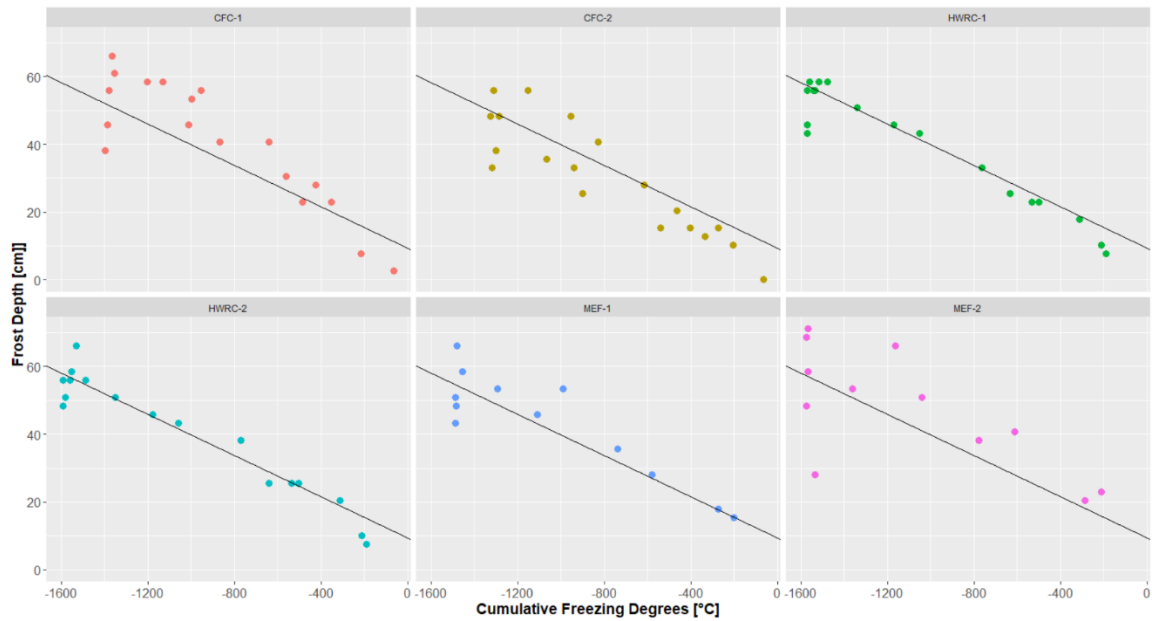 CFC-1 CFC-2 HWRC-1
60
40
20
0
HWRC-2 MEF-1 MEF-2
60
40
20
0
Frost Depth [cm]]
-1600 -1200 -800 -400 0 -1600 -1200 -800 -400 0 -1600 -1200 -800 -400 0
Cumulative Freezing Degrees [°C]